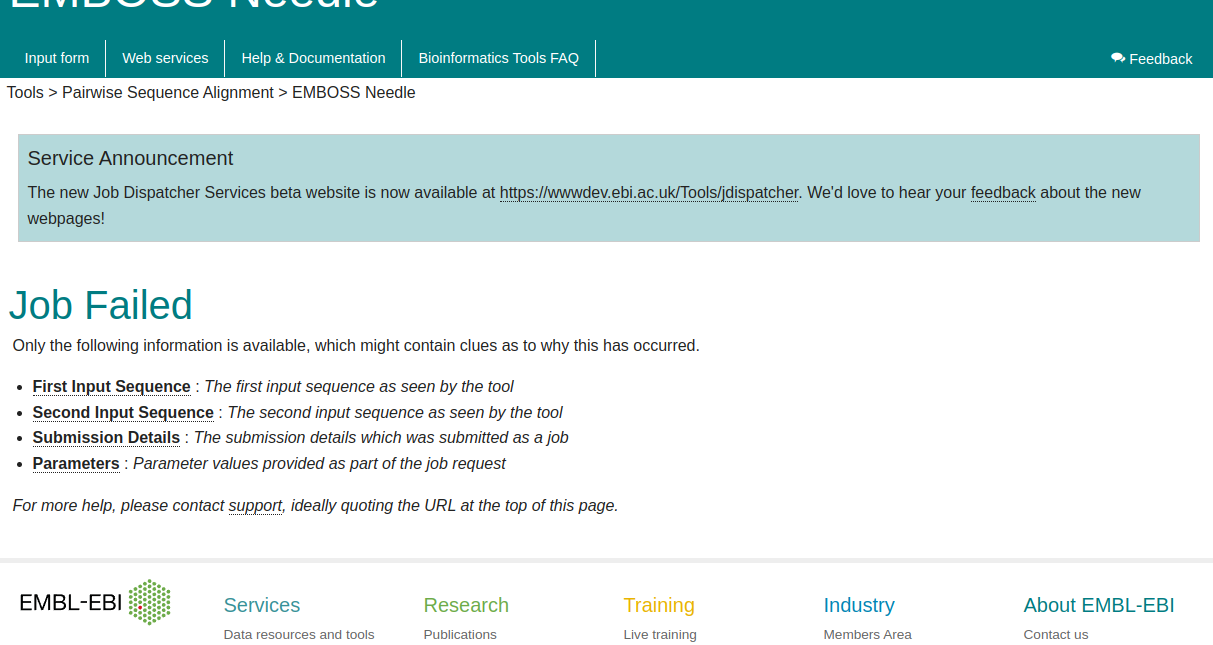 EMBOSS Needle
Input form
Web services
Help & Documentation
Bioinformatics Tools FAQ
Feedback
Tools > Pairwise Sequence Alignment > EMBOSS Needle
Service Announcement
The new Job Dispatcher Services beta website is now available at https://wwwdev.ebi.ac.uk/Tools/jdispatcher. We'd love to hear your feedback about the new
webpages!
Job Failed
Only the following information is available, which might contain clues as to why this has occurred.
First Input Sequence : The first input sequence as seen by the tool
Second Input Sequence : The second input sequence as seen by the tool
Submission Details : The submission details which was submitted as a job
Parameters : Parameter values provided as part of the job request
For more help, please contact support, ideally quoting the URL at the top of this page.
EMBL-EBI
Services
Data resources and tools
Research
Publications
Training
Live training
Industry
Members Area
About EMBL-EBI
Contact us